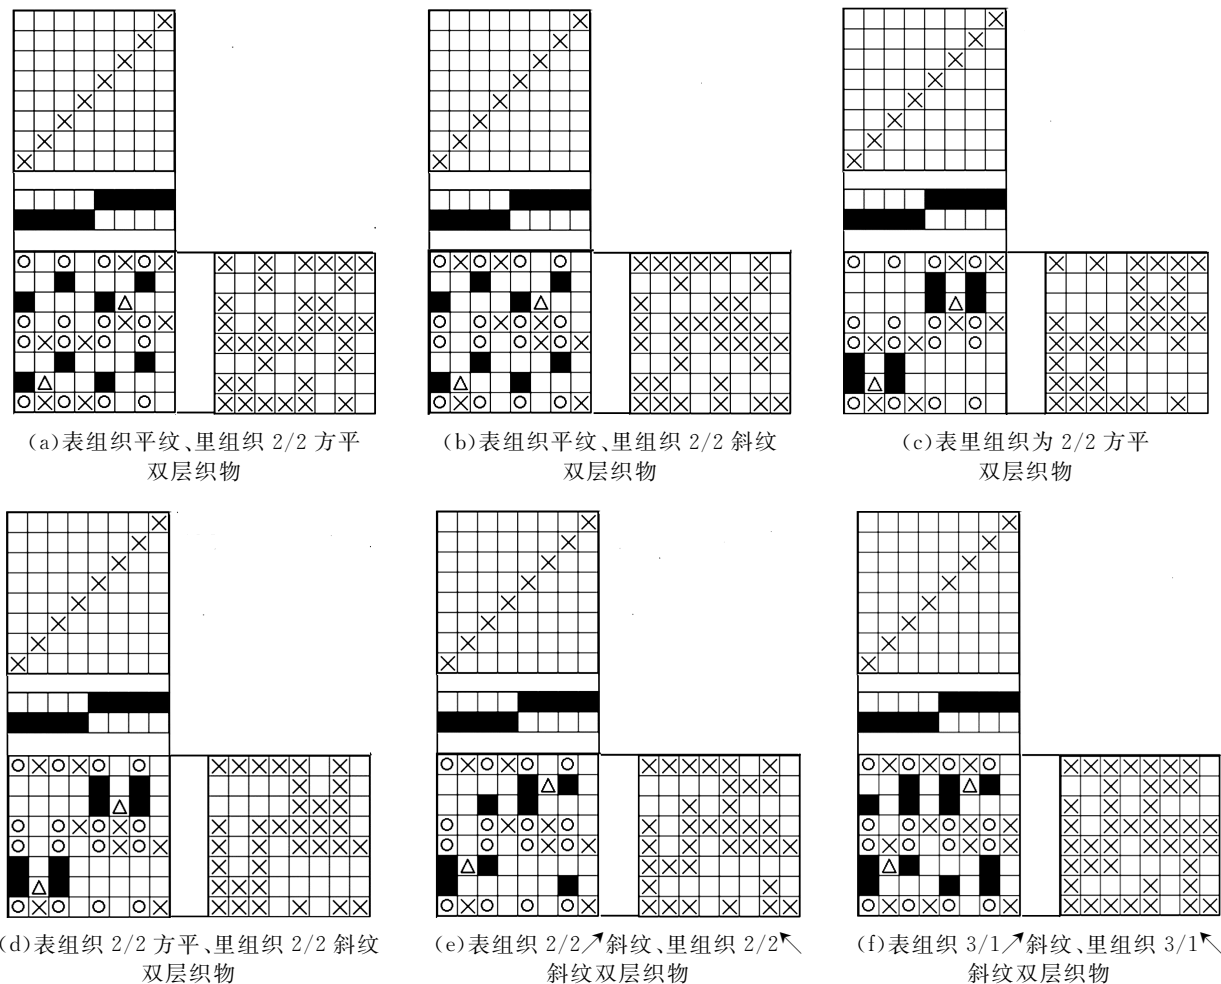 (a)表组织平纹、里组织 2/2 方平
双层织物
(b)表组织平纹、里组织 2/2 斜纹
双层织物
(c)表里组织为 2/2 方平
双层织物
(d)表组织 2/2 方平、里组织 2/2 斜纹
双层织物
(e)表组织 2/2↗斜纹、里组织 2/2↖
斜纹双层织物
(f)表组织 3/1↗斜纹、里组织 3/1↖
斜纹双层织物